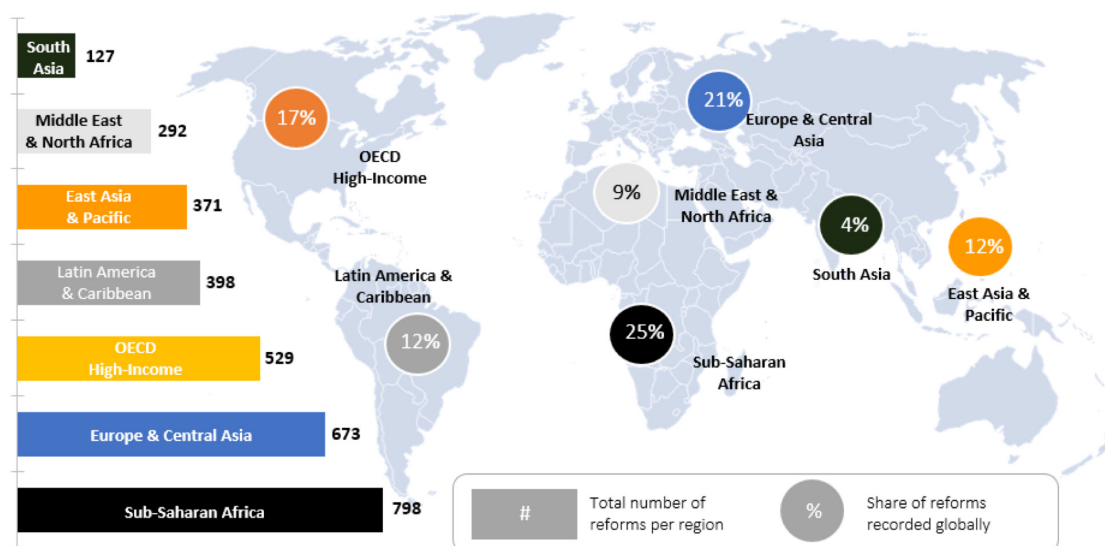 South
Asia
127
Middle East
& North Africa
292
East Asia
& Pacific
371
Latin America
& Caribbean
398
OECD
High-Income
529
Europe & Central Asia
673
Sub-Saharan Africa
798
17%
OECD
High-Income
21%
Europe & Central
Asia
9%
Middle East &
North Africa
4%
South Asia
12%
East Asia &
Pacific
Latin America &
Caribbean
12%
25%
Sub-Saharan
Africa
#
Total number of
reforms per region
%
Share of reforms
recorded globally